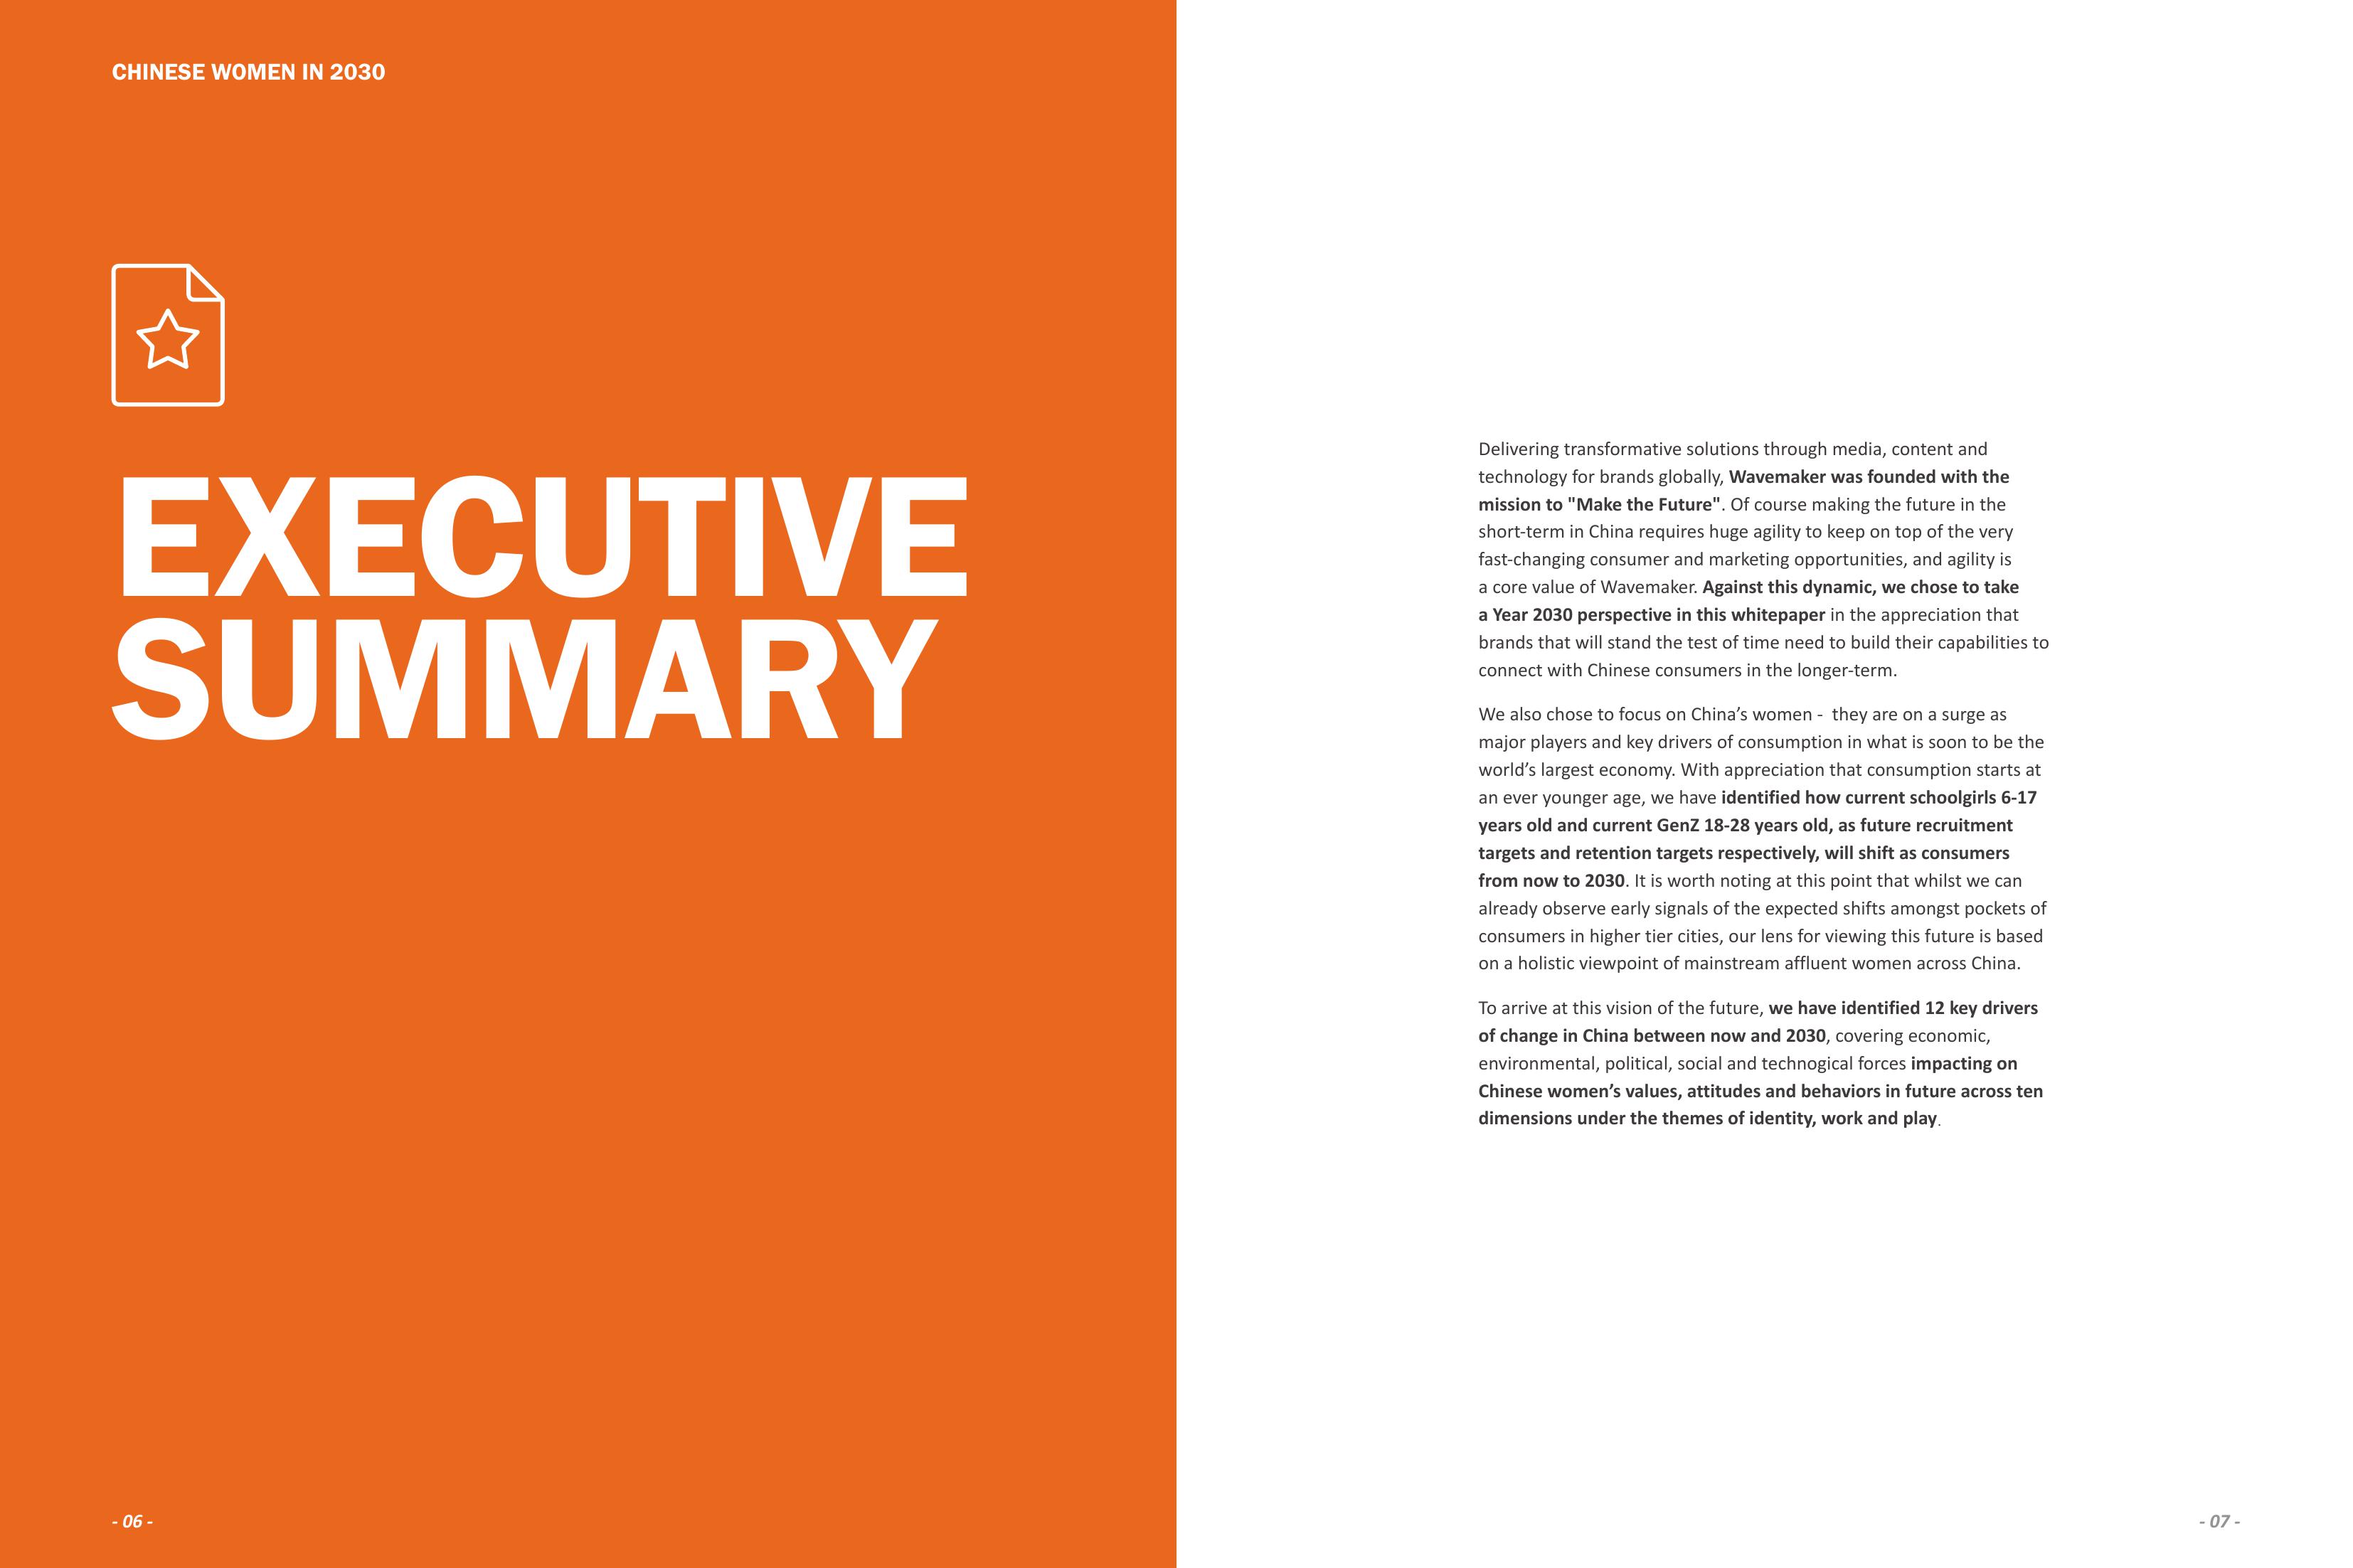 CHINESE WOMEN IN 2030
EXECUTIVE
SUMMARY
Delivering transformative solutions through media, content and
technology for brands globally, Wavemaker was founded with the
mission to "Make the Future". Of course making the future in the
short-term in China requires huge agility to keep on top of the very
fast-changing consumer and marketing opportunities, and agility is
a core value of Wavemaker. Against this dynamic, we chose to take
a Year 2030 perspective in this whitepaper in the appreciation that
brands that will stand the test of time need to build their capabilities to
connect with Chinese consumers in the longer-term.
We also chose to focus on China’s women -  they are on a surge as
major players and key drivers of consumption in what is soon to be the
world’s largest economy. With appreciation that consumption starts at
an ever younger age, we have identified how current schoolgirls 6-17
years old and current GenZ 18-28 years old, as future recruitment
targets and retention targets respectively, will shift as consumers
from now to 2030. It is worth noting at this point that whilst we can
already observe early signals of the expected shifts amongst pockets of
consumers in higher tier cities, our lens for viewing this future is based
on a holistic viewpoint of mainstream affluent women across China.
To arrive at this vision of the future, we have identified 12 key drivers
of change in China between now and 2030, covering economic,
environmental, political, social and technogical forces impacting on
Chinese women’s values, attitudes and behaviors in future across ten
dimensions under the themes of identity, work and play.
- 06 -
- 07 -